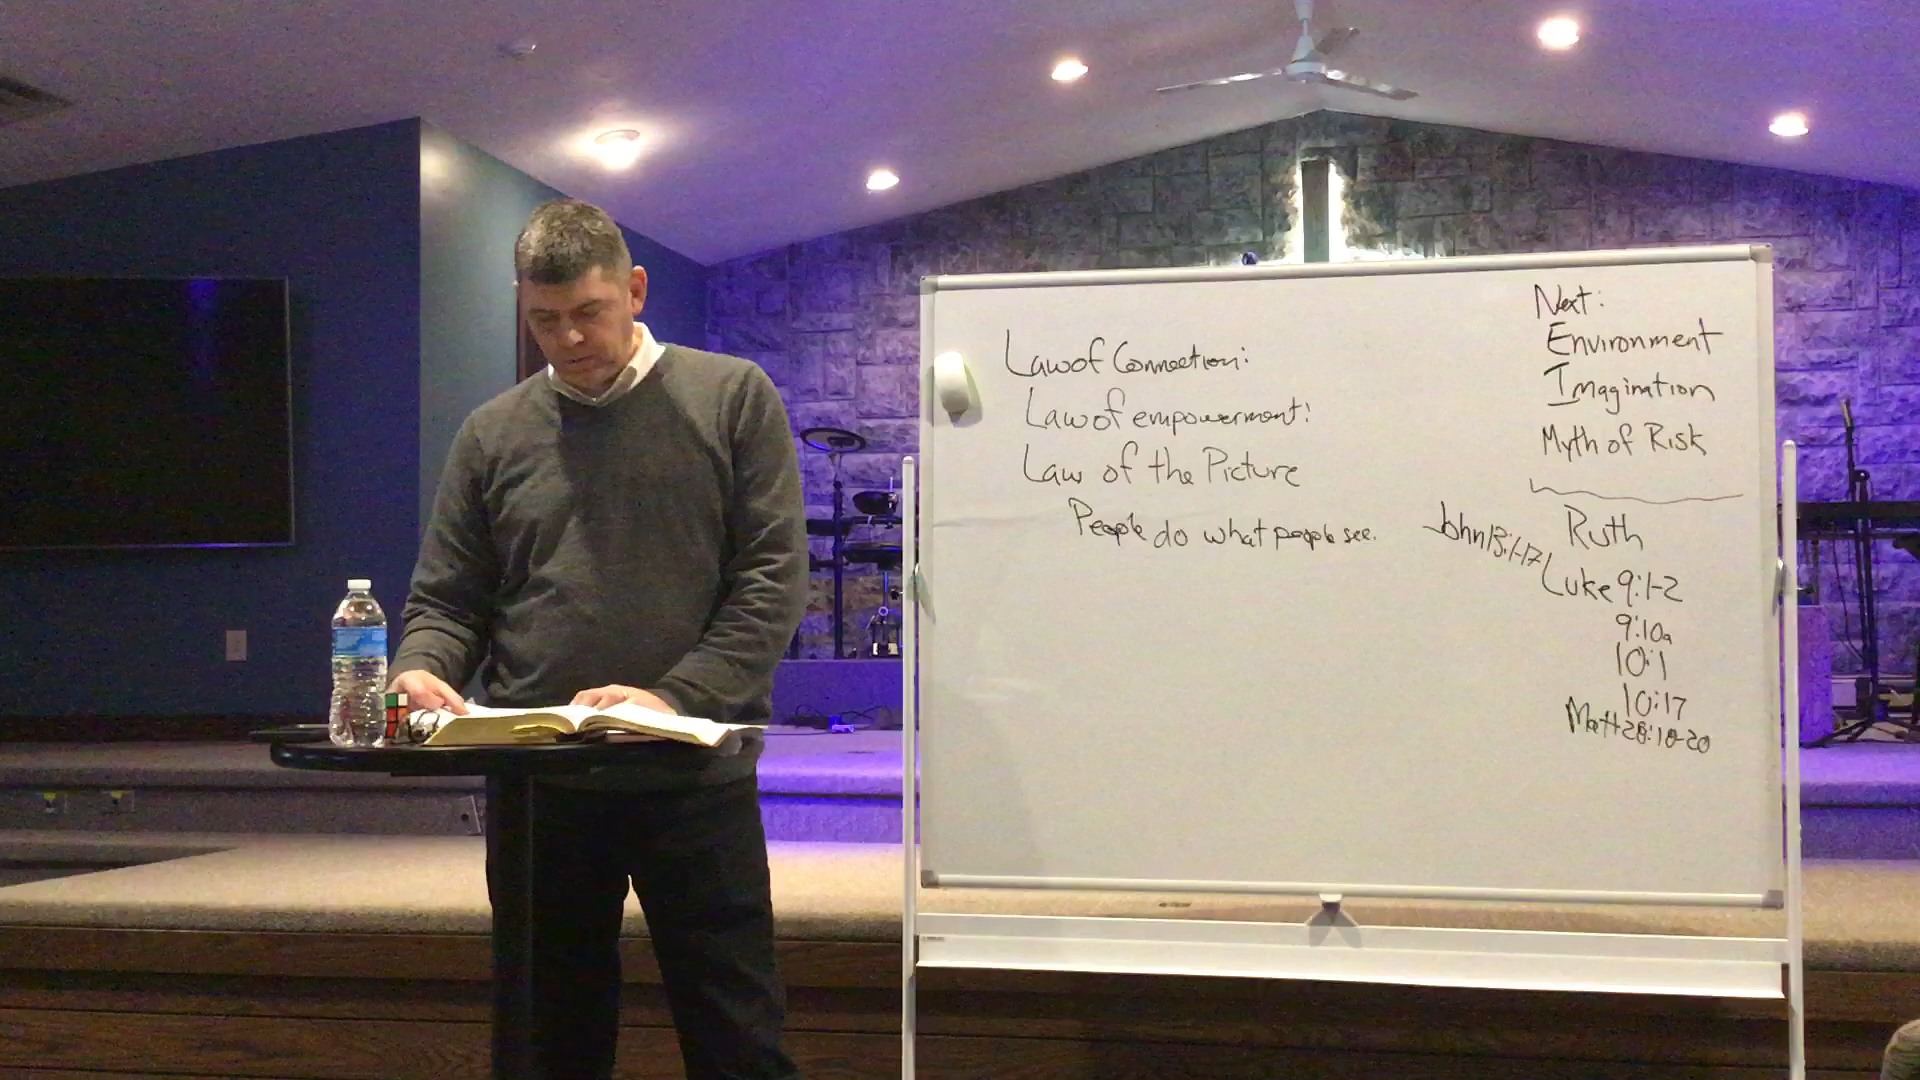 Law of Connection:
Law of empowerment:
Law of the Picture
People do what people see.
Next:
Environment
Imagination
Myth of Risk
Ruth
John 13:1-17
Luke 9:1-2
9:10a
10:1
10:17
Matt 28:18-20